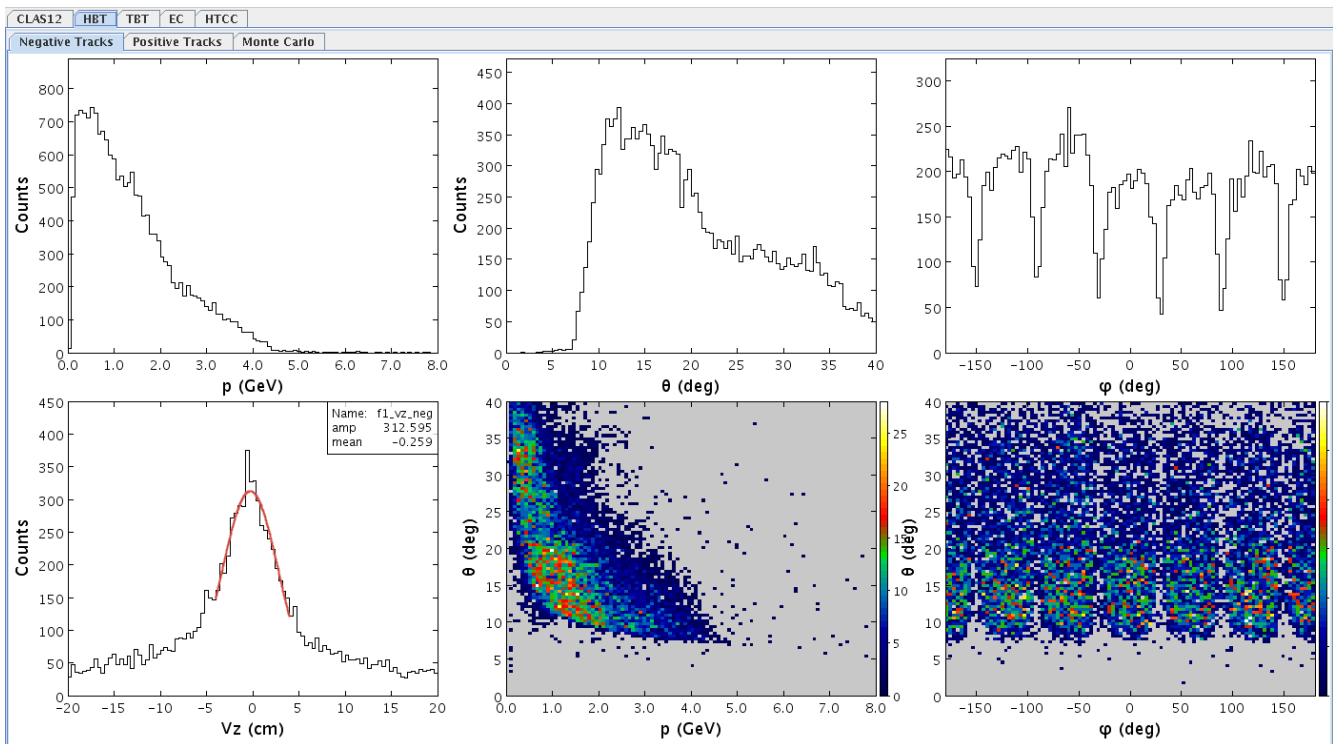 CLAS12 HBT TBT EC HTCC
Negative Tracks Positive Tracks Monte Carlo
800
700
600
500
400
300
200
100
0
Counts
0.0 1.0 2.0 3.0 4.0 5.0 6.0 7.0 8.0
p (GeV)
450
400
350
300
250
200
150
100
50
0
Counts
0 5 10 15 20 25 30 35 40
θ (deg)
300
250
200
150
100
50
0
−150 −100 −50 0 50 100 150
φ (deg)
450
400
350
300
250
200
150
100
50
0
Counts
Name: f1_vz_neg
amp 312.595
mean −0.259
−20 −15 −10 −5 0 5 10 15 20
Vz (cm)
40
35
30
25
20
15
10
5
0
θ (deg)
0.0 1.0 2.0 3.0 4.0 5.0 6.0 7.0 8.0
p (GeV)
25
20
15
10
5
0
40
35
30
25
20
15
10
5
0
θ (deg)
−150 −100 −50 0 50 100 150
φ (deg)